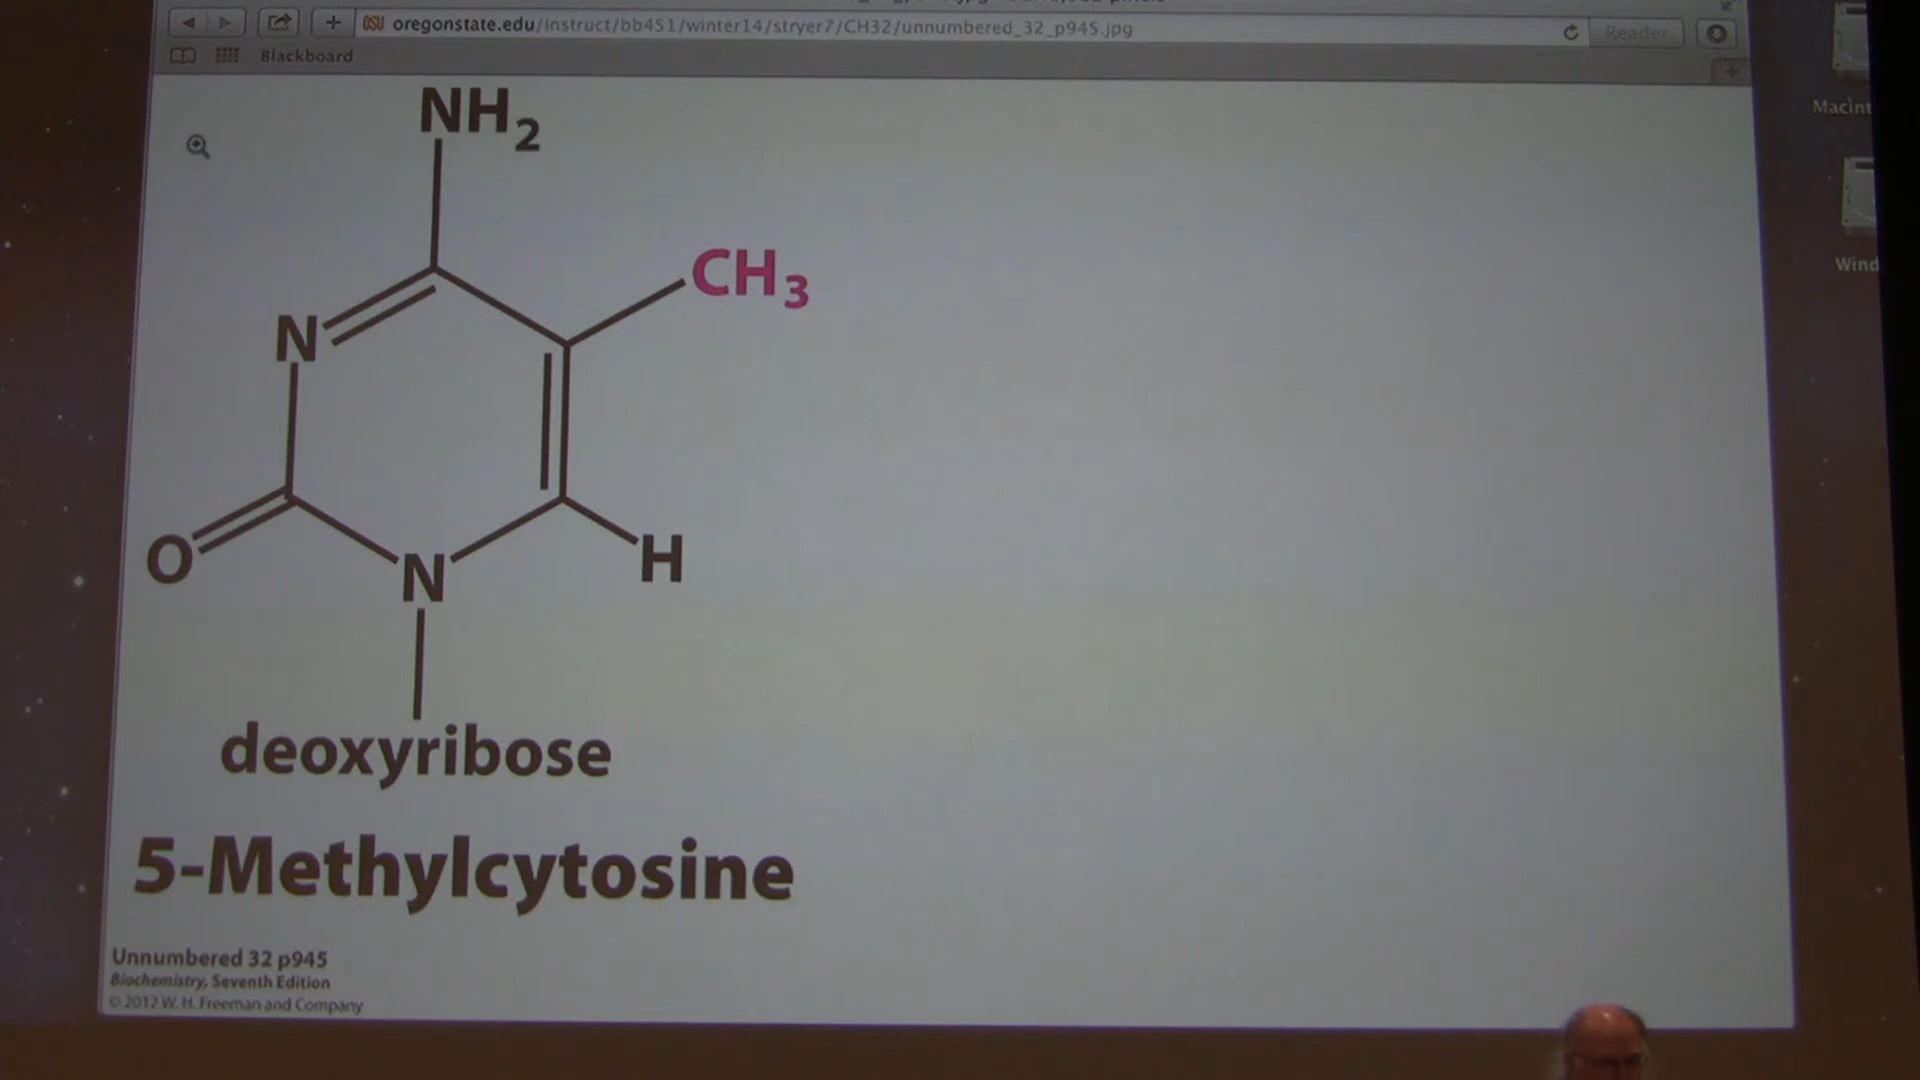 oregonstate.edu/instruct/bb451/winter14/stryer7/CH32/unnumbered_32_p945.jpg
Reader
Blackboard
NH2
CH3
N
O
N
H
deoxyribose
5-Methylcytosine
Unnumbered 32 p945
Biochemistry, Seventh Edition
© 2012 W. H. Freeman and Company
Macint
Wind